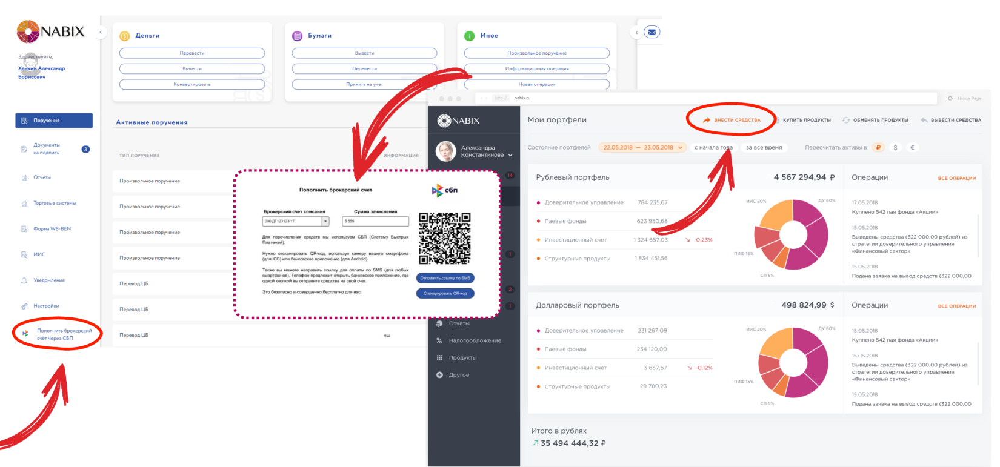 NABIX
Здравствуйте,
Хенкин Александр
Борисович
Поручения
Документы
на подпись
3
Отчёты
Торговые системы
Форма W8-BEN
ИИС
Уведомления
Настройки
Пополнить брокерский
счёт через СБП
Деньги
Перевести
Вывести
Конвертировать
Бумаги
Вывести
Перевести
Принять на учет
Иное
Произвольное поручение
Информационная операция
Новая операция
Активные поручения
ТИП ПОРУЧЕНИЯ
ИНФОРМАЦИЯ
Произвольное поручение
Произвольное поручение
Произвольное поручение
Произвольное поручение
Перевод ЦБ
Перевод ЦБ
Перевод ЦБ
нш
Пополнить брокерский счет
сбп
Брокерский счет списания
Сумма зачисления
000 ДГ123123/17
5 555
Для перечисления средств мы используем СБП (Систему Быстрых
Платежей).
Нужно отсканировать QR-код, используя камеру вашего смартфона
(для iOS) или банковское приложение (для Android).
Также вы можете направить ссылку для оплаты по SMS (для любых
смартфонов). Телефон предложит открыть банковское приложение, где
одной кнопкой вы отправите средства на свой счет.
Это безопасно и совершенно бесплатно для вас.
Отправить ссылку по SMS
Сгенерировать QR-код
http://
nabix.ru
Home Page
NABIX
Александра
Константинова
14
1
2
1
Отчеты
Налогообложение
Продукты
Другое
Мои портфели
ВНЕСТИ СРЕДСТВА
КУПИТЬ ПРОДУКТЫ
ОБМЕНЯТЬ ПРОДУКТЫ
ВЫВЕСТИ СРЕДСТВА
Состояние портфелей
22.05.2018 — 23.05.2018
с начала года
за все время
Пересчитать активы в
₽
$
€
Рублевый портфель
4 567 294,94 ₽
Доверительное управление 784 235,67
Паевые фонды 623 950,68
Инвестиционный счет 1 324 657,03 -0,23%
Структурные продукты 1 834 451,56
ИИС 20%
ДУ 60%
ПИФ 15%
СП 5%
Операции
ВСЕ ОПЕРАЦИИ
17.05.2018
Куплено 542 пая фонда «Акции»
15.05.2018
Выведены средства (322 000,00 рублей) из
стратегии доверительного управления
«Финансовый сектор»
15.05.2018
Подана заявка на вывод средств (322 000,00
Долларовый портфель
498 824,99 $
Доверительное управление 231 267,09
Паевые фонды 234 120,00
Инвестиционный счет 3 657,67 -0,12%
Структурные продукты 29 780,23
ИИС 20%
ДУ 60%
ПИФ 15%
СП 5%
Операции
ВСЕ ОПЕРАЦИИ
15.05.2018
Куплено 542 пая фонда «Акции»
15.05.2018
Выведены средства (322 000,00 рублей) из
стратегии доверительного управления
«Финансовый сектор»
15.05.2018
Подана заявка на вывод средств (322 000,00
Итого в рублях
35 494 444,32 ₽